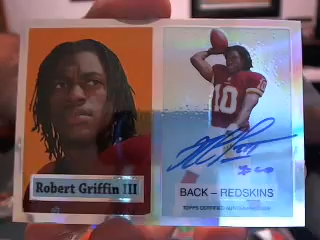 Robert Griffin III
10
BACK – REDSKINS
TOPPS CERTIFIED AUTOGRAPH ISSUE